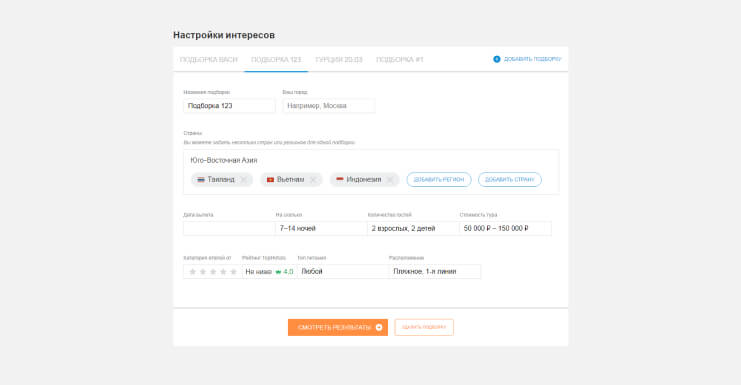 Настройки интересов
ПОДБОРКА ВАСИ ПОДБОРКА 123 ТУРЦИЯ 20.03 ПОДБОРКА #1 ДОБАВИТЬ ПОДБОРКУ
Название подборки Ваш город
Подборка 123 Например, Москва
Страны
Вы можете задать несколько стран или регионов для одной подборки
Юго-Восточная Азия
Таиланд Вьетнам Индонезия ДОБАВИТЬ РЕГИОН ДОБАВИТЬ СТРАНУ
Дата вылета На сколько Количество гостей Стоимость тура
7–14 ночей 2 взрослых, 2 детей 50 000 ₽ – 150 000 ₽
Категория отелей от Рейтинг TopHotels Тип питания Расположение
Не ниже 4,0 Любой Пляжное, 1-я линия
СМОТРЕТЬ РЕЗУЛЬТАТЫ УДАЛИТЬ ПОДБОРКУ